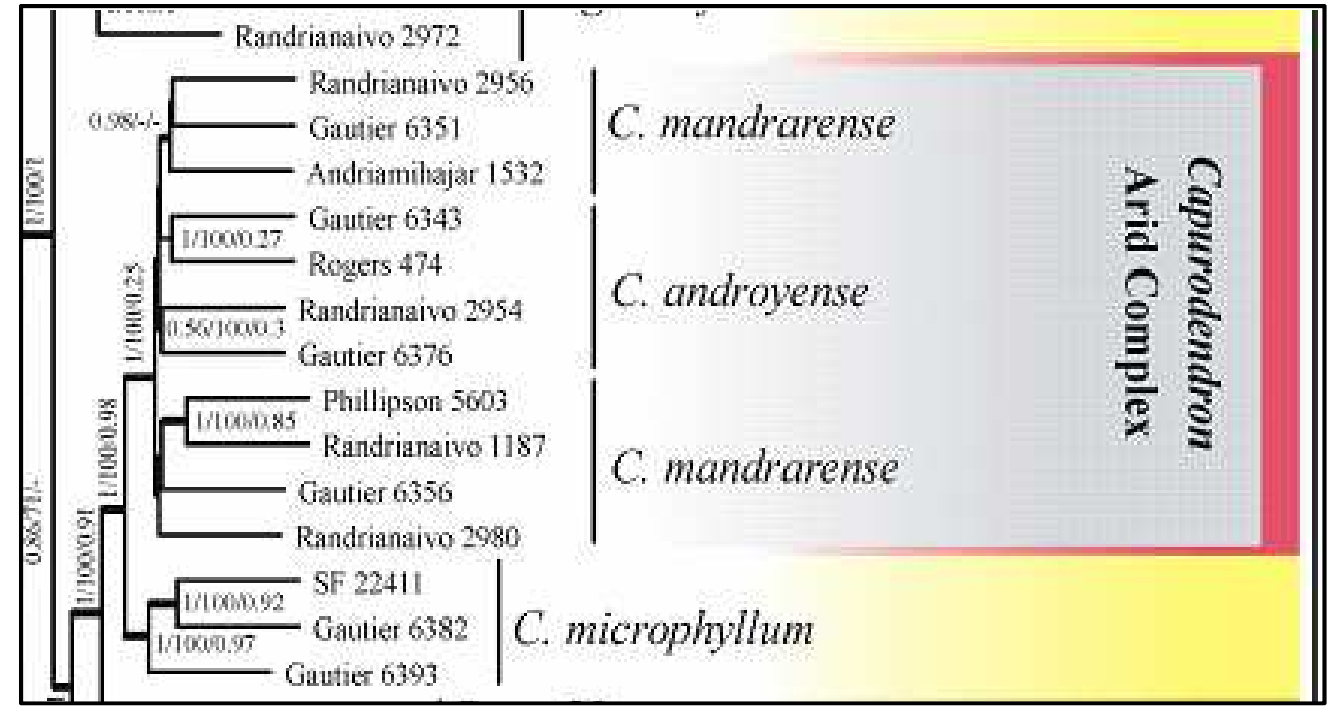 Randrianaivo 2972
Randrianaivo 2956
0.98/-/-
Gautier 6351
C. mandrarense
Andriamihajar 1532
1/100/1
Gautier 6343
1/100/0.27
Rogers 474
Randrianaivo 2954
C. androyense
0.56/100/0.3
Gautier 6376
1/100/0.25
Phillipson 5603
1/100/0.85
Randrianaivo 1187
C. mandrarense
1/100/0.98
Gautier 6356
Randrianaivo 2980
0.86/71/-
1/100/0.91
SF 22411
1/100/0.92
Gautier 6382
C. microphyllum
1/100/0.97
Gautier 6393
Capurodendron
Arid Complex